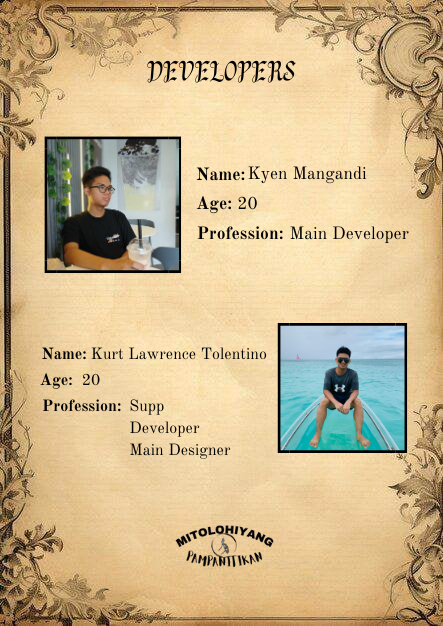 DEVELOPERS
Name: Kyen Mangandi
Age: 20
Profession: Main Developer
Name: Kurt Lawrence Tolentino
Age: 20
Profession: Supp
Developer
Main Designer
MITOLOHIYANG
PAMPANITIKAN